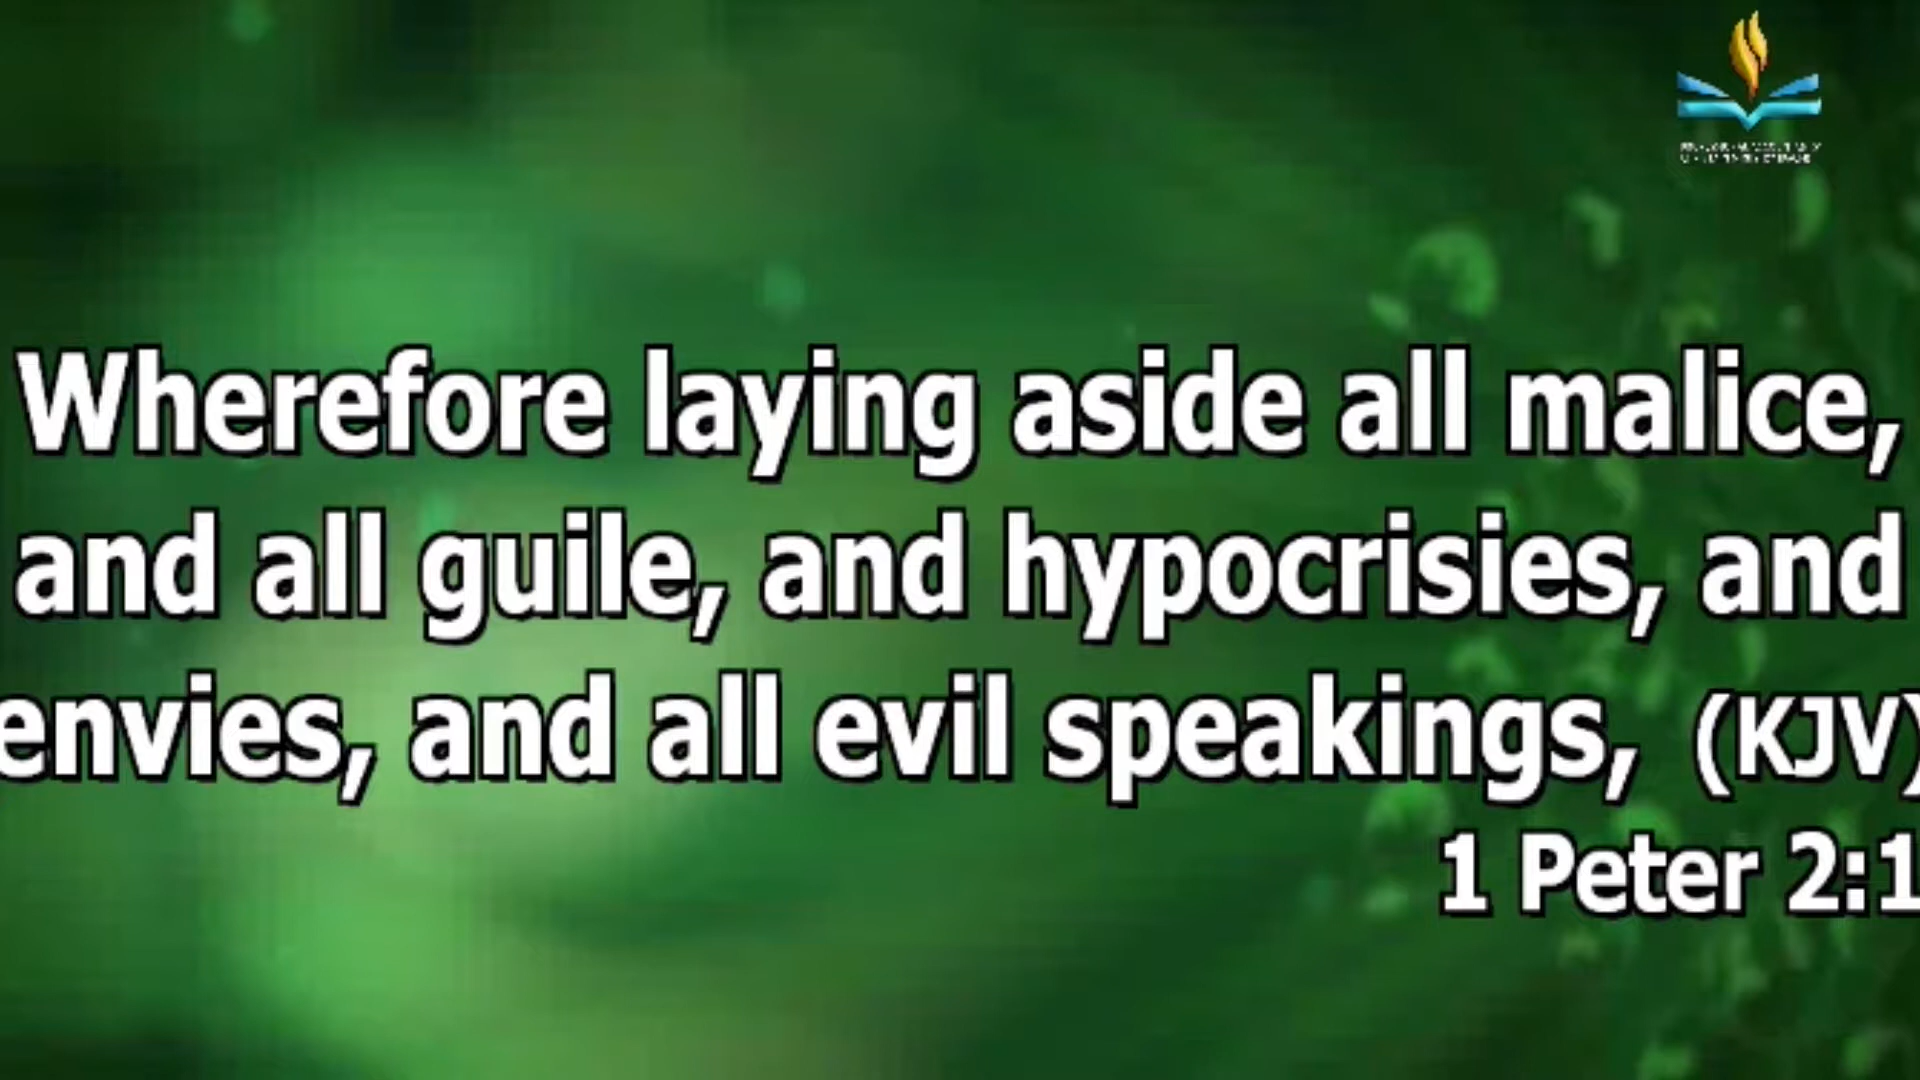 Wherefore laying aside all malice,
and all guile, and hypocrisies, and
envies, and all evil speakings, (KJV)
1 Peter 2:1